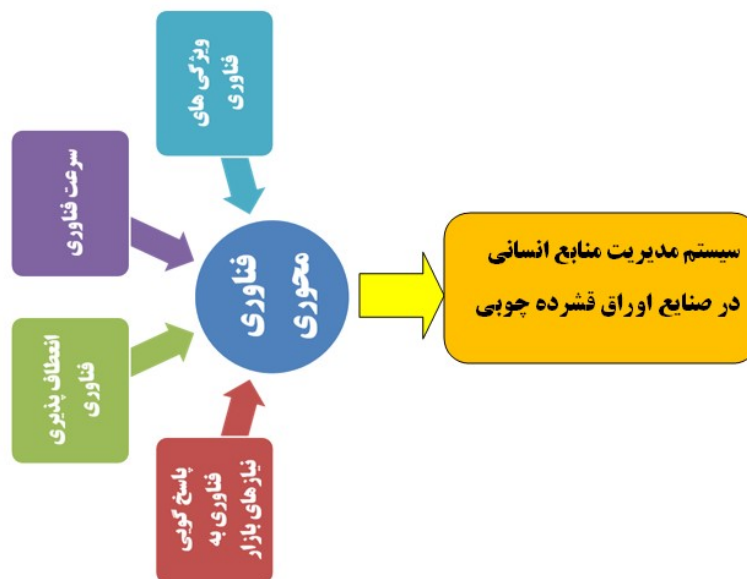 ویژگی های
فناوری
سرعت فناوری
انعطاف پذیری
فناوری
پاسخ گویی
فناوری به
نیازهای بازار
فناوری
محوری
سیستم مدیریت منابع انسانی
در صنایع اوراق قشرده چوبی